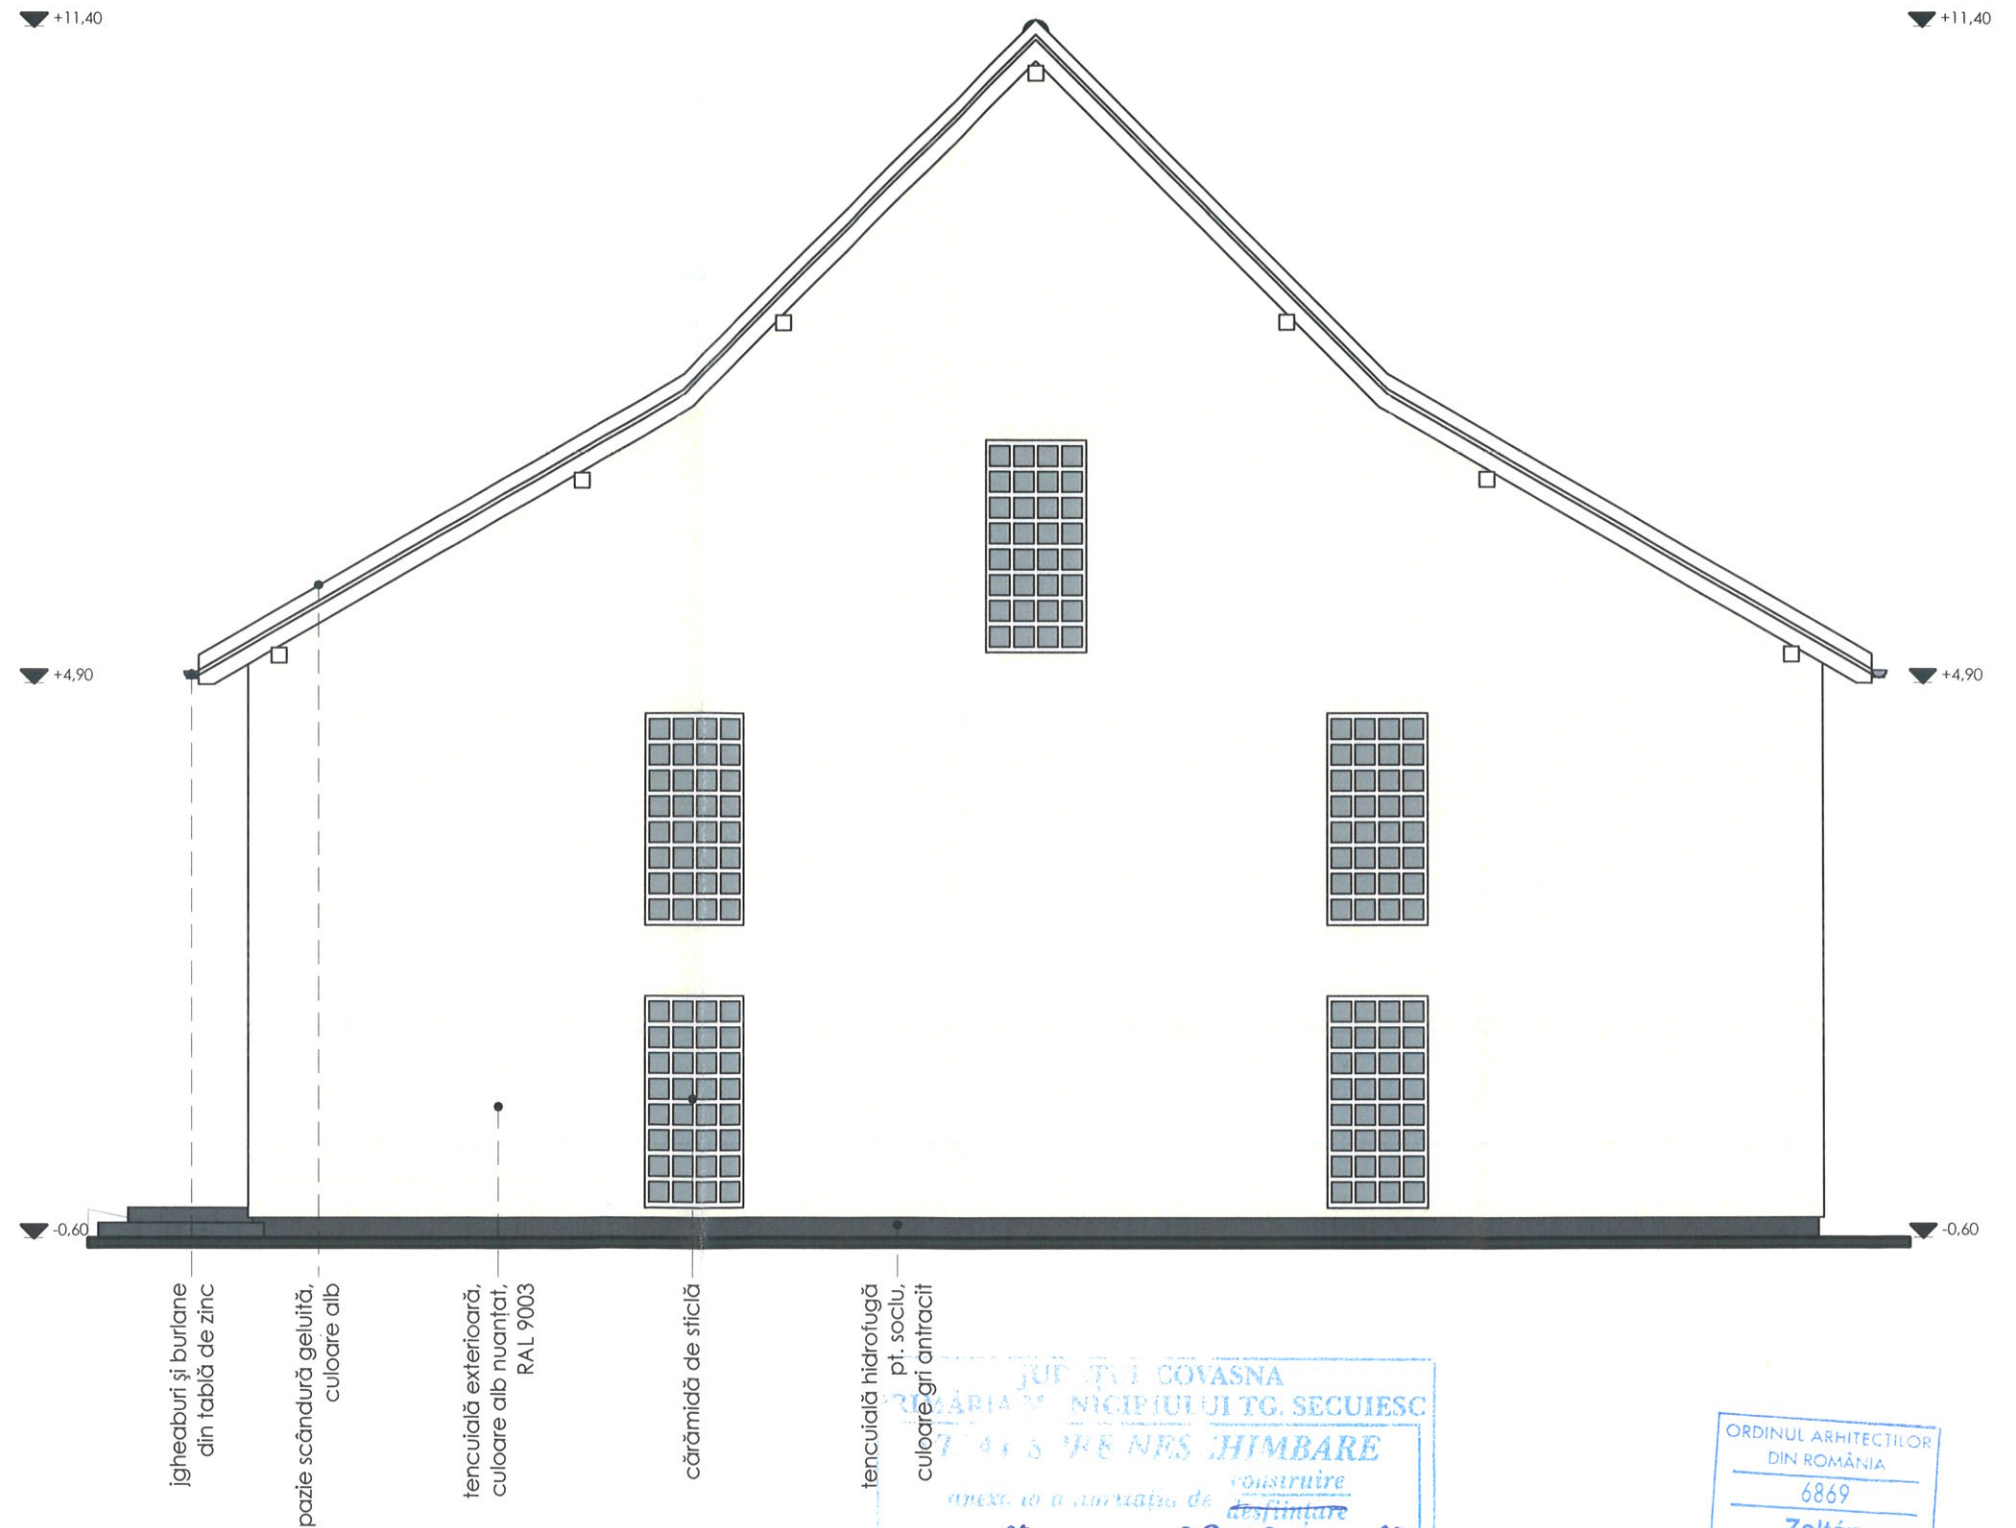 +11,40
+11,40
+4,90
+4,90
-0,60
-0,60
jgheaburi și burlane
din tablă de zinc
pazie scândură geluită,
culoare alb
tencuială exterioară,
culoare alb nuanțat,
RAL 9003
cărămidă de sticlă
tencuială hidrofugă
pt. soclu,
culoare gri antracit
COVASNA
TG. SECUIESC
construire
a de desființare
ORDINUL ARHITECTILOR
DIN ROMÂNIA
6869